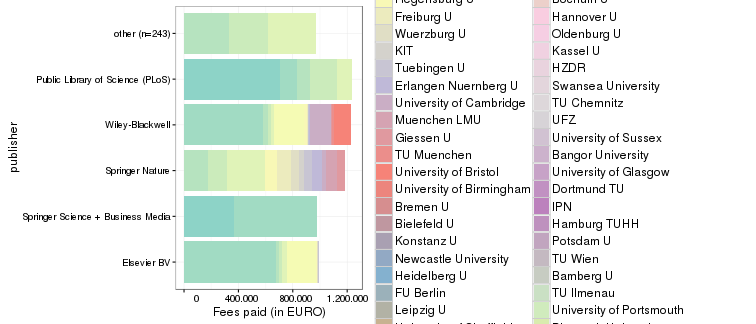 publisher
other (n=243)
Public Library of Science (PLoS)
Wiley-Blackwell
Springer Nature
Springer Science + Business Media
Elsevier BV
0 400.000 800.000 1.200.000
Fees paid (in EURO)
Regensburg U
Freiburg U
Wuerzburg U
KIT
Tuebingen U
Erlangen Nuernberg U
University of Cambridge
Muenchen LMU
Giessen U
TU Muenchen
University of Bristol
University of Birmingham
Bremen U
Bielefeld U
Konstanz U
Newcastle University
Heidelberg U
FU Berlin
Leipzig U
Bochum U
Hannover U
Oldenburg U
Kassel U
HZDR
Swansea University
TU Chemnitz
UFZ
University of Sussex
Bangor University
University of Glasgow
Dortmund TU
IPN
Hamburg TUHH
Potsdam U
TU Wien
Bamberg U
TU Ilmenau
University of Portsmouth